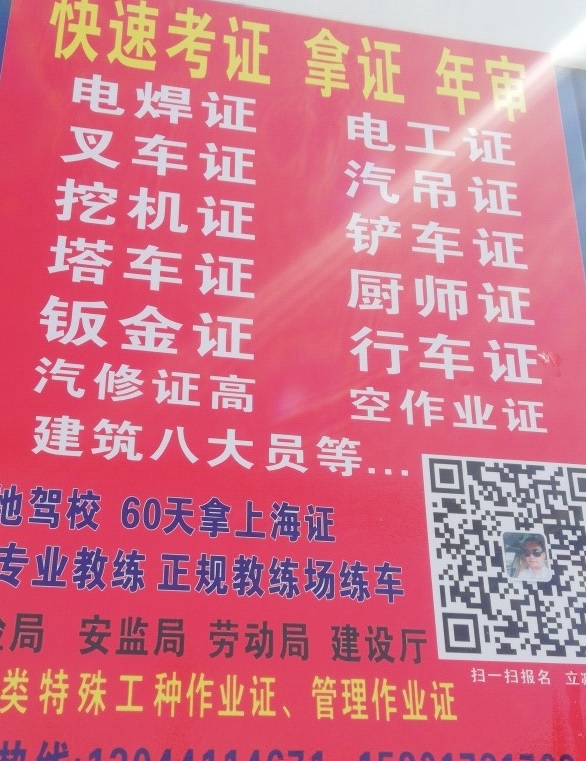 快速考证 拿证 年审
电焊证 电工证
叉车证 汽吊证
挖机证 铲车证
塔车证 厨师证
钣金证 行车证
汽修证高 空作业证
建筑八大员等...
地驾校 60天拿上海证
专业教练 正规教练场练车
局 安监局 劳动局 建设厅
扫一扫报名 立减
类特殊工种作业证、管理作业证
热线: